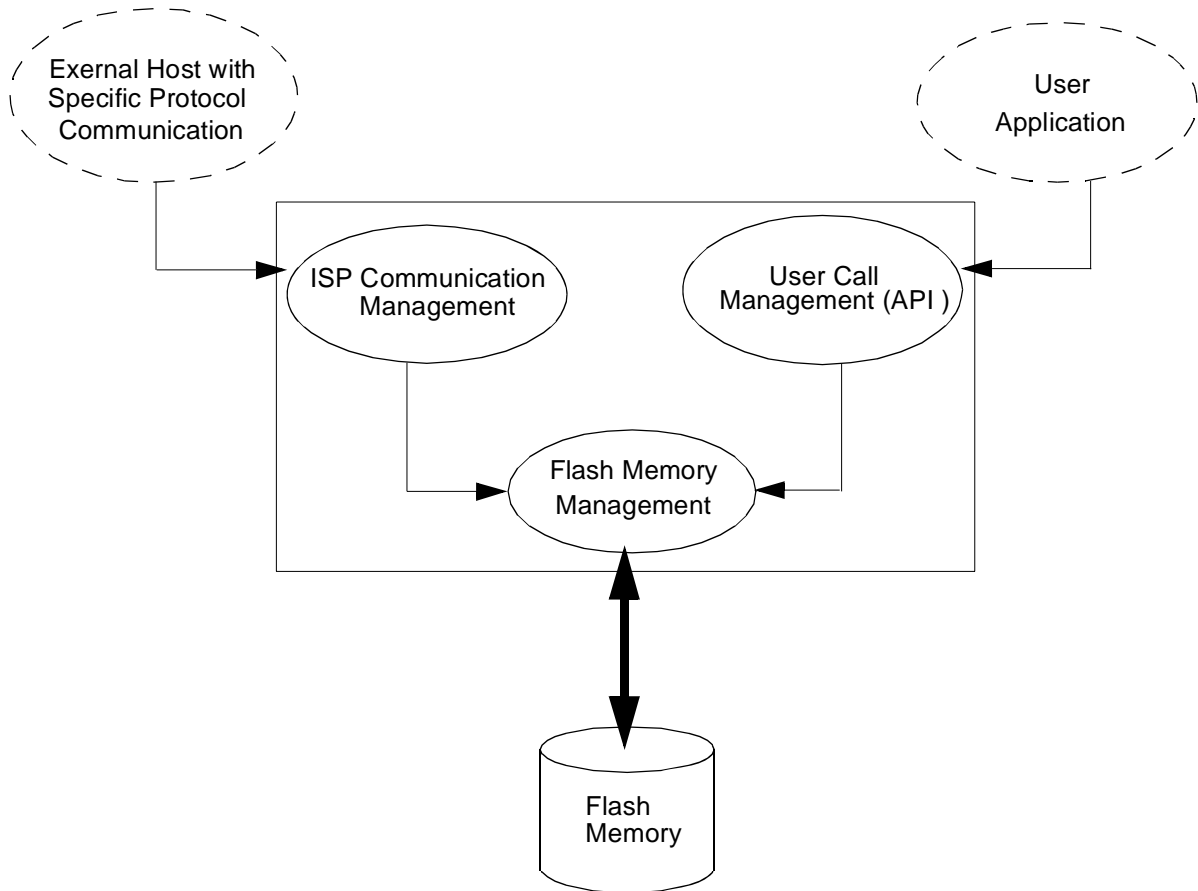 Exernal Host with
Specific Protocol
Communication
User
Application
ISP Communication
Management
User Call
Management (API )
Flash Memory
Management
Flash
Memory